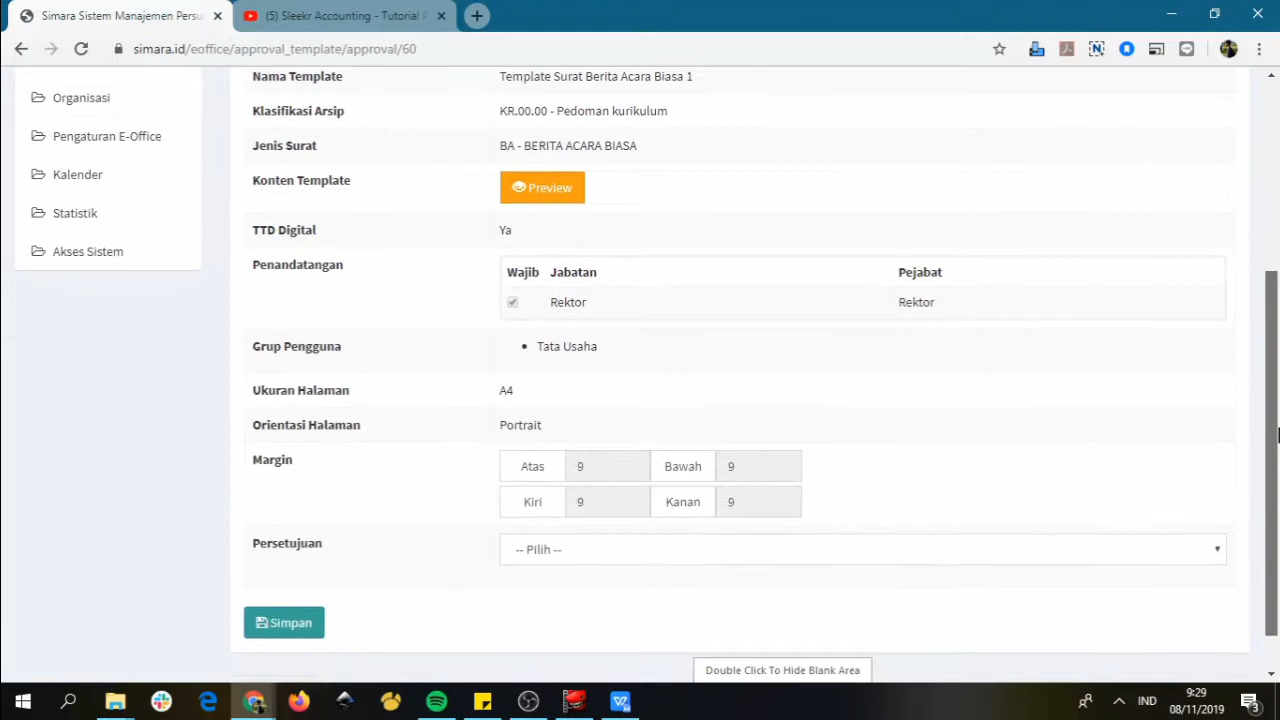 Simara Sistem Manajemen Persu
(5) Sleekr Accounting - Tutorial P
simara.id/eoffice/approval_template/approval/60
Organisasi
Pengaturan E-Office
Kalender
Statistik
Akses Sistem
Nama Template Template Surat Berita Acara Biasa 1
Klasifikasi Arsip KR.00.00 - Pedoman kurikulum
Jenis Surat BA - BERITA ACARA BIASA
Konten Template Preview
TTD Digital Ya
Penandatangan Wajib Jabatan Pejabat
Rektor Rektor
Grup Pengguna • Tata Usaha
Ukuran Halaman A4
Orientasi Halaman Portrait
Margin Atas 9 Bawah 9
Kiri 9 Kanan 9
Persetujuan -- Pilih --
Simpan
Double Click To Hide Blank Area
IND
9:29
08/11/2019
3